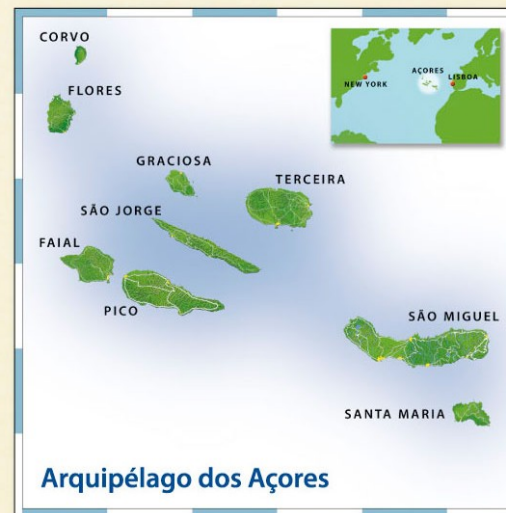 CORVO
FLORES
AÇORES
NEW YORK
LISBOA
GRACIOSA
TERCEIRA
SÃO JORGE
FAIAL
PICO
SÃO MIGUEL
SANTA MARIA
Arquipélago dos Açores